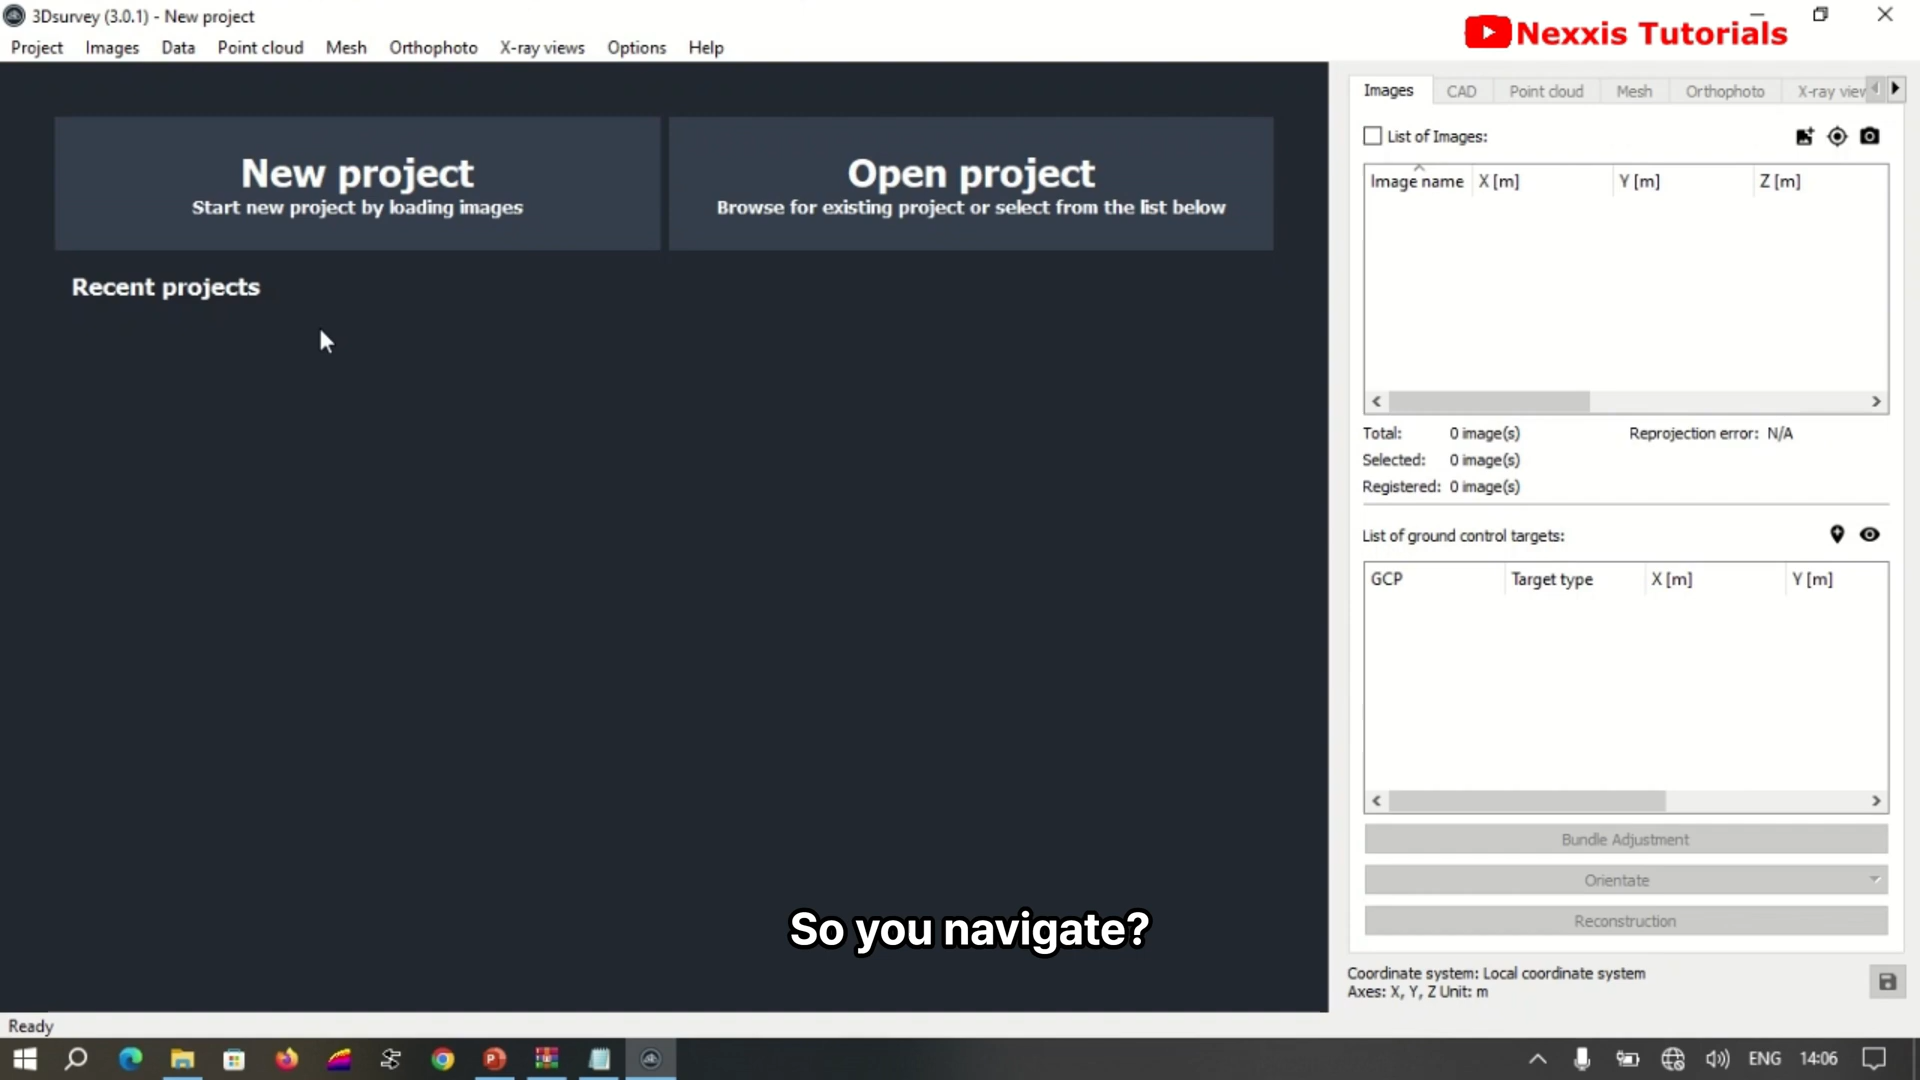 3Dsurvey (3.0.1) - New project
Nexxis Tutorials
Project Images Data Point cloud Mesh Orthophoto X-ray views Options Help
Images CAD Point cloud Mesh Orthophoto X-ray view
New project
Start new project by loading images
Open project
Browse for existing project or select from the list below
Recent projects
List of Images:
Image name X [m] Y [m] Z [m]
Total: 0 image(s) Reprojection error: N/A
Selected: 0 image(s)
Registered: 0 image(s)
List of ground control targets:
GCP Target type X [m] Y [m]
Bundle Adjustment
Orientate
Reconstruction
So you navigate?
Coordinate system: Local coordinate system
Axes: X, Y, Z Unit: m
Ready
ENG 14:06